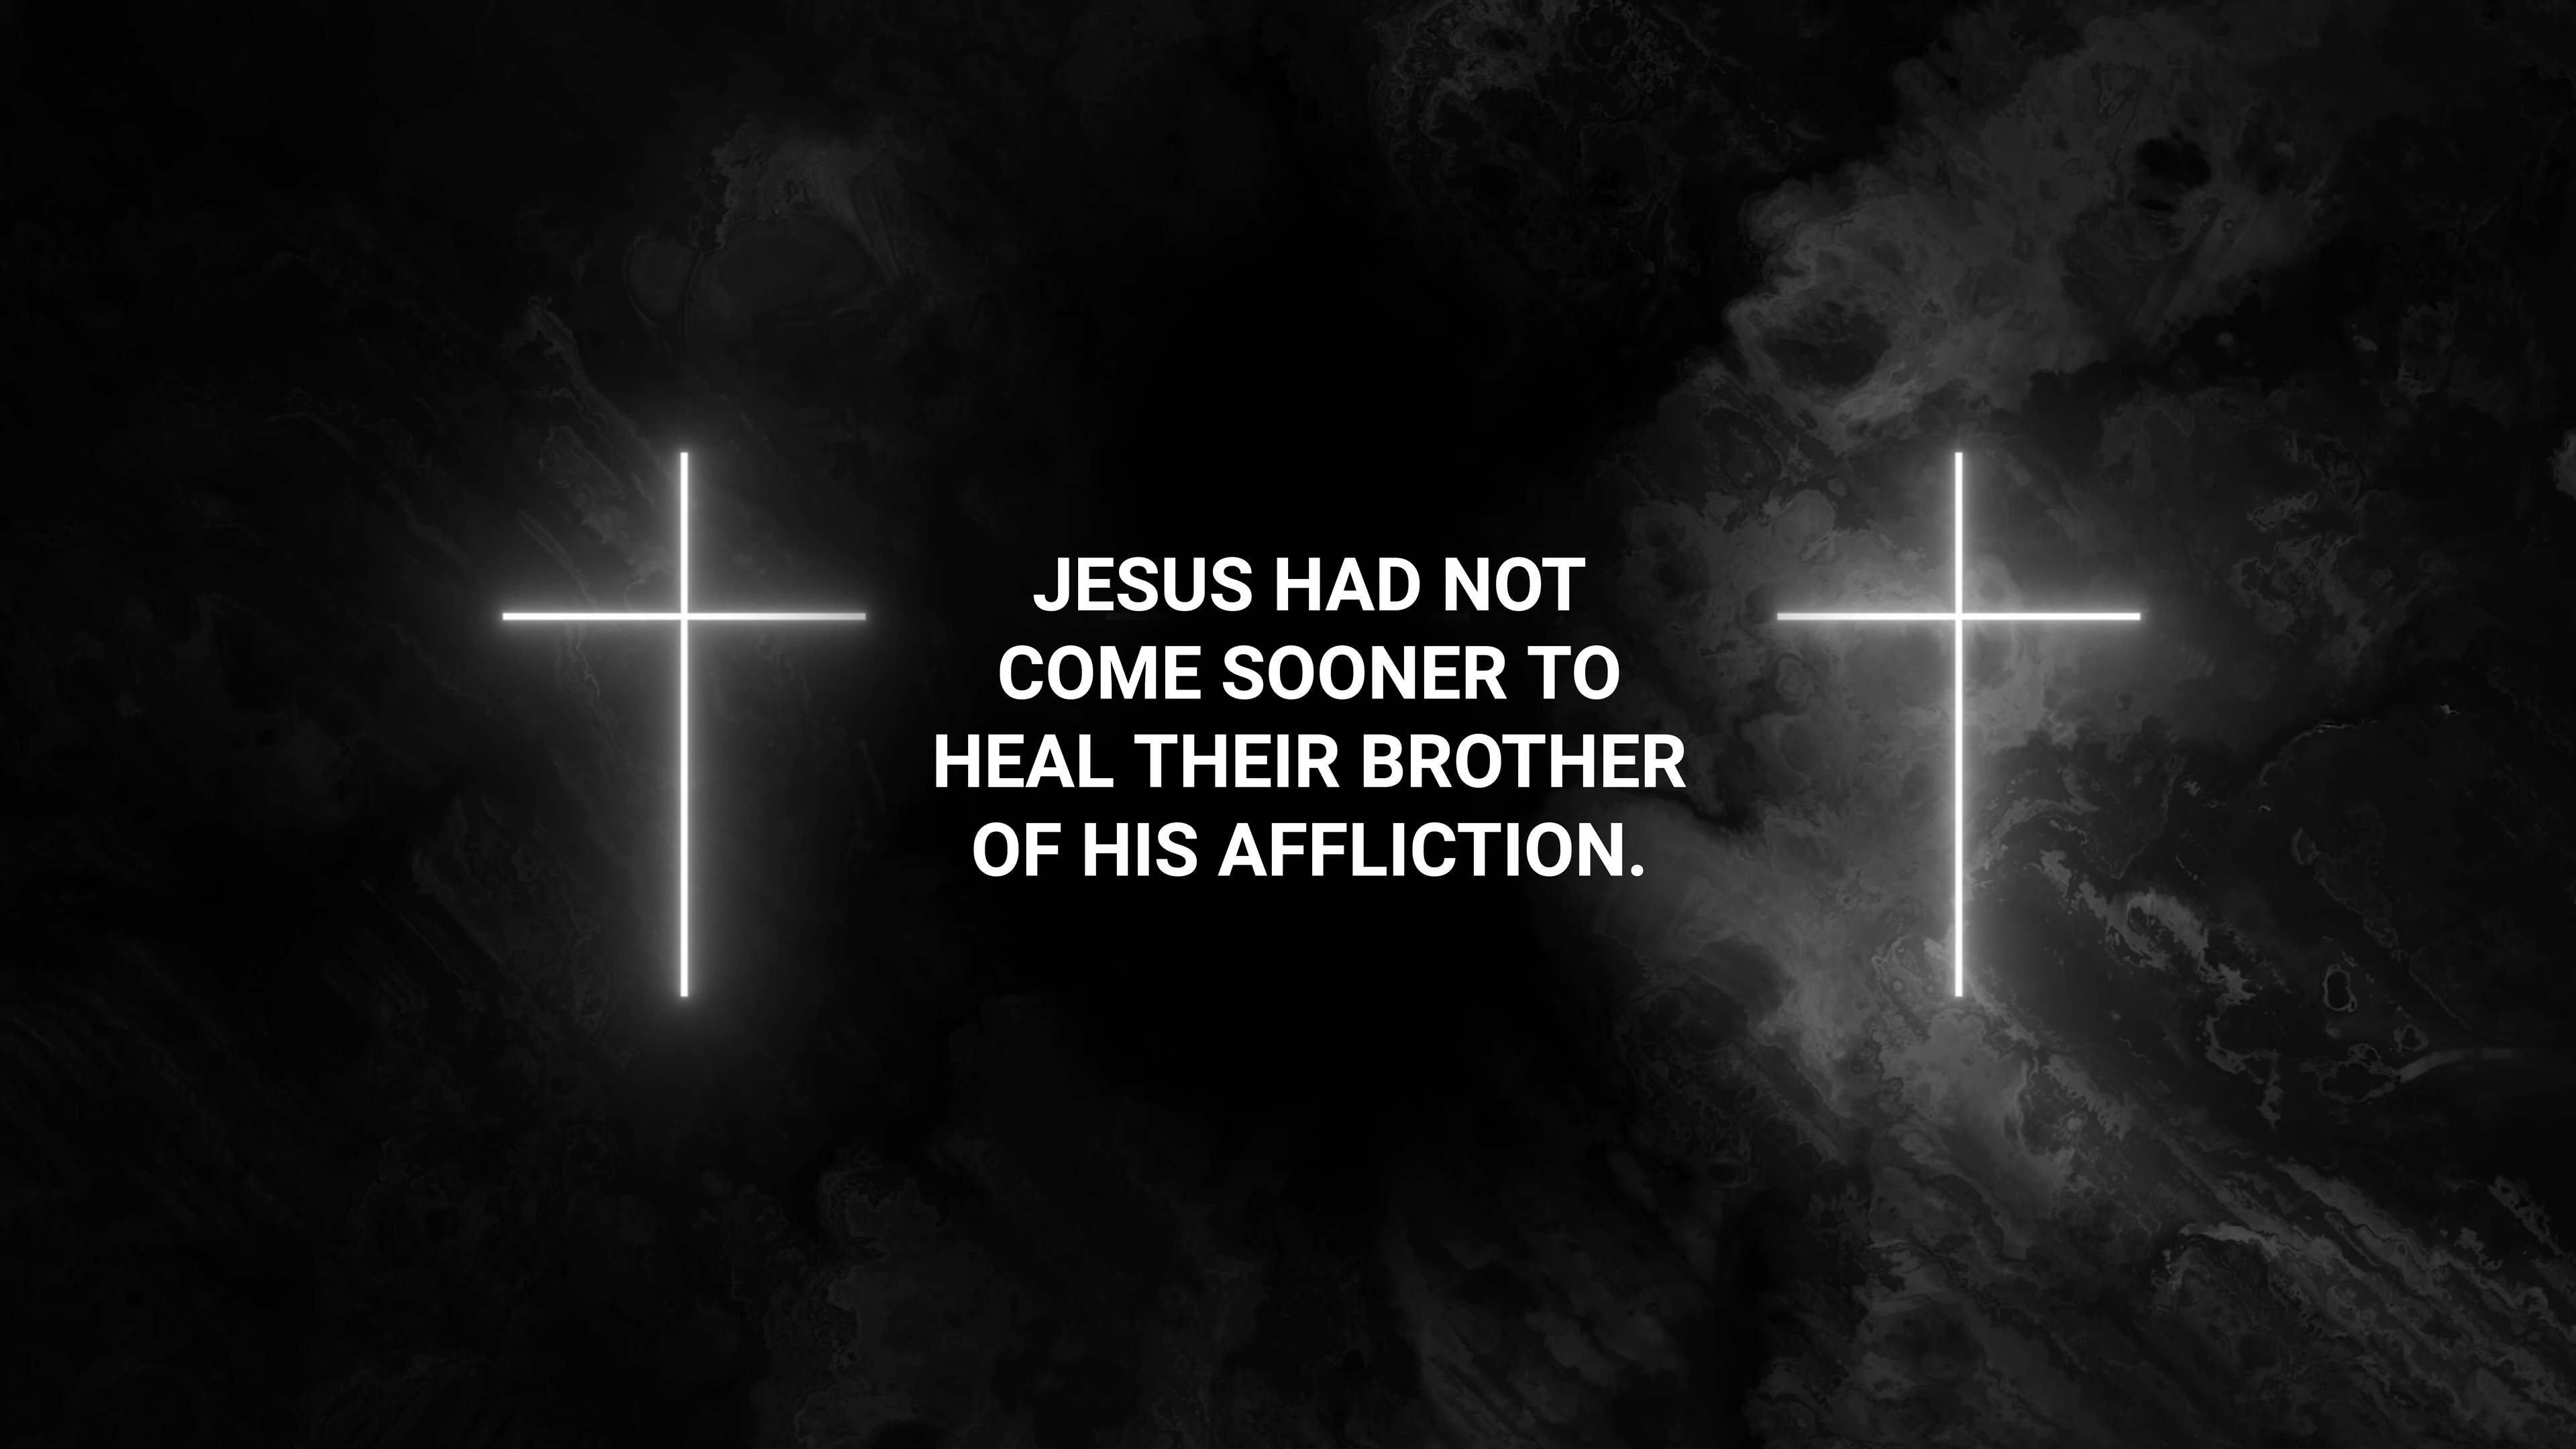 JESUS HAD NOT
COME SOONER TO
HEAL THEIR BROTHER
OF HIS AFFLICTION.